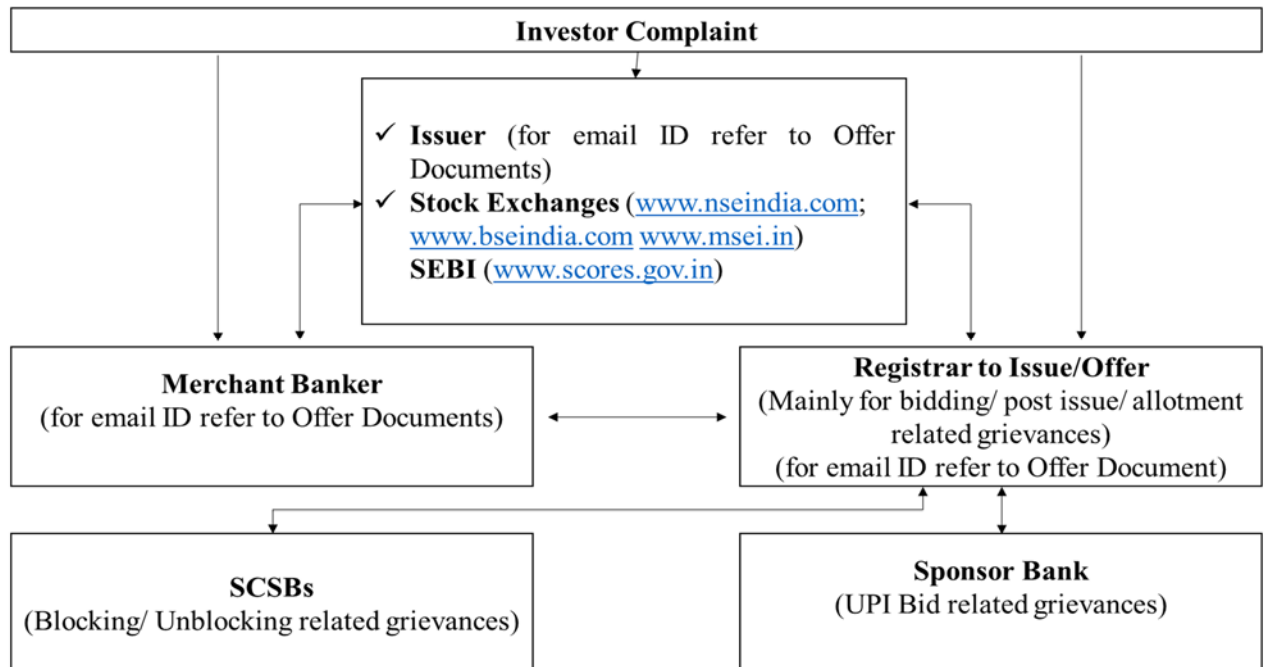 Investor Complaint
✓ Issuer (for email ID refer to Offer
Documents)
✓ Stock Exchanges (www.nseindia.com;
www.bseindia.com www.msei.in)
SEBI (www.scores.gov.in)
Merchant Banker
(for email ID refer to Offer Documents)
Registrar to Issue/Offer
(Mainly for bidding/ post issue/ allotment
related grievances)
(for email ID refer to Offer Document)
SCSBs
(Blocking/ Unblocking related grievances)
Sponsor Bank
(UPI Bid related grievances)